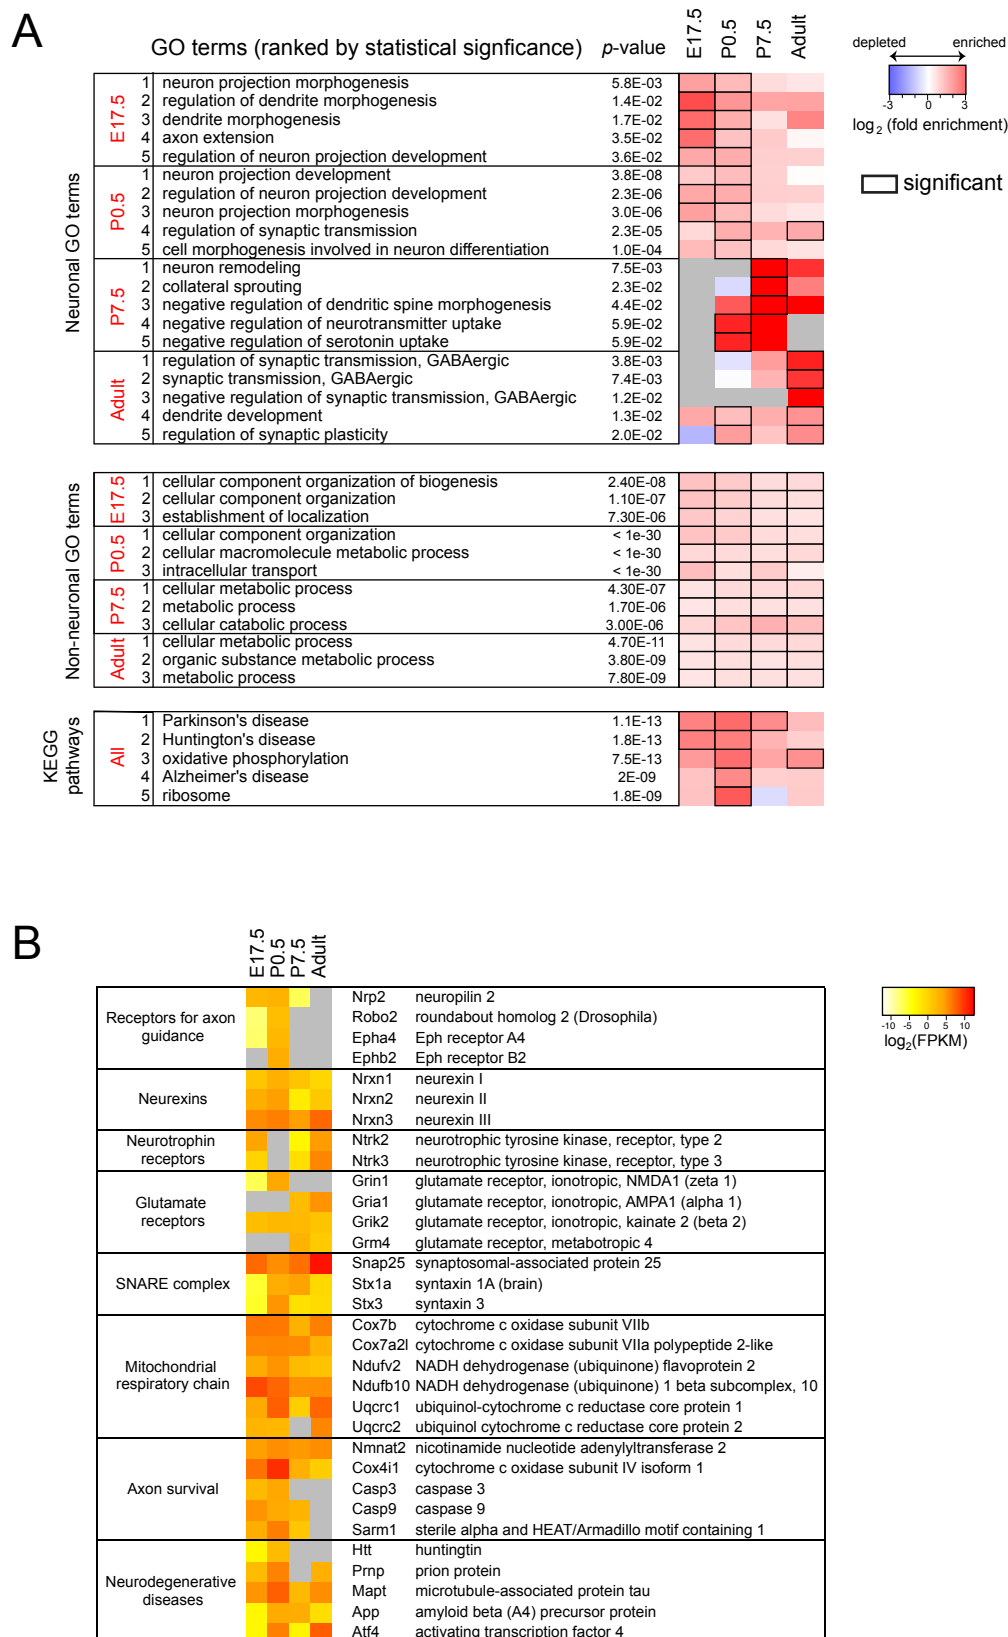 A
GO terms (ranked by statistical signficance) p-value E17.5 P0.5 P7.5 Adult
depleted enriched
-3 0 3
log2 (fold enrichment)
significant
Neuronal GO terms
E17.5
1 neuron projection morphogenesis 5.8E-03
2 regulation of dendrite morphogenesis 1.4E-02
3 dendrite morphogenesis 1.7E-02
4 axon extension 3.5E-02
5 regulation of neuron projection development 3.6E-02
P0.5
1 neuron projection development 3.8E-08
2 regulation of neuron projection development 2.3E-06
3 neuron projection morphogenesis 3.0E-06
4 regulation of synaptic transmission 2.3E-05
5 cell morphogenesis involved in neuron differentiation 1.0E-04
P7.5
1 neuron remodeling 7.5E-03
2 collateral sprouting 2.3E-02
3 negative regulation of dendritic spine morphogenesis 4.4E-02
4 negative regulation of neurotransmitter uptake 5.9E-02
5 negative regulation of serotonin uptake 5.9E-02
Adult
1 regulation of synaptic transmission, GABAergic 3.8E-03
2 synaptic transmission, GABAergic 7.4E-03
3 negative regulation of synaptic transmission, GABAergic 1.2E-02
4 dendrite development 1.3E-02
5 regulation of synaptic plasticity 2.0E-02
Non-neuronal GO terms
E17.5
1 cellular component organization of biogenesis 2.40E-08
2 cellular component organization 1.10E-07
3 establishment of localization 7.30E-06
P0.5
1 cellular component organization < 1e-30
2 cellular macromolecule metabolic process < 1e-30
3 intracellular transport < 1e-30
P7.5
1 cellular metabolic process 4.30E-07
2 metabolic process 1.70E-06
3 cellular catabolic process 3.00E-06
Adult
1 cellular metabolic process 4.70E-11
2 organic substance metabolic process 3.80E-09
3 metabolic process 7.80E-09
KEGG
pathways
All
1 Parkinson's disease 1.1E-13
2 Huntington's disease 1.8E-13
3 oxidative phosphorylation 7.5E-13
4 Alzheimer's disease 2E-09
5 ribosome 1.8E-09
B
E17.5 P0.5 P7.5 Adult
-10 -5 0 5 10
log2(FPKM)
Receptors for axon
guidance
Nrp2 neuropilin 2
Robo2 roundabout homolog 2 (Drosophila)
Epha4 Eph receptor A4
Ephb2 Eph receptor B2
Neurexins
Nrxn1 neurexin I
Nrxn2 neurexin II
Nrxn3 neurexin III
Neurotrophin
receptors
Ntrk2 neurotrophic tyrosine kinase, receptor, type 2
Ntrk3 neurotrophic tyrosine kinase, receptor, type 3
Glutamate
receptors
Grin1 glutamate receptor, ionotropic, NMDA1 (zeta 1)
Gria1 glutamate receptor, ionotropic, AMPA1 (alpha 1)
Grik2 glutamate receptor, ionotropic, kainate 2 (beta 2)
Grm4 glutamate receptor, metabotropic 4
SNARE complex
Snap25 synaptosomal-associated protein 25
Stx1a syntaxin 1A (brain)
Stx3 syntaxin 3
Mitochondrial
respiratory chain
Cox7b cytochrome c oxidase subunit VIIb
Cox7a2l cytochrome c oxidase subunit VIIa polypeptide 2-like
Ndufv2 NADH dehydrogenase (ubiquinone) flavoprotein 2
Ndufb10 NADH dehydrogenase (ubiquinone) 1 beta subcomplex, 10
Uqcrc1 ubiquinol-cytochrome c reductase core protein 1
Uqcrc2 ubiquinol cytochrome c reductase core protein 2
Axon survival
Nmnat2 nicotinamide nucleotide adenylyltransferase 2
Cox4i1 cytochrome c oxidase subunit IV isoform 1
Casp3 caspase 3
Casp9 caspase 9
Sarm1 sterile alpha and HEAT/Armadillo motif containing 1
Neurodegenerative
diseases
Htt huntingtin
Prnp prion protein
Mapt microtubule-associated protein tau
App amyloid beta (A4) precursor protein
Atf4 activating transcription factor 4